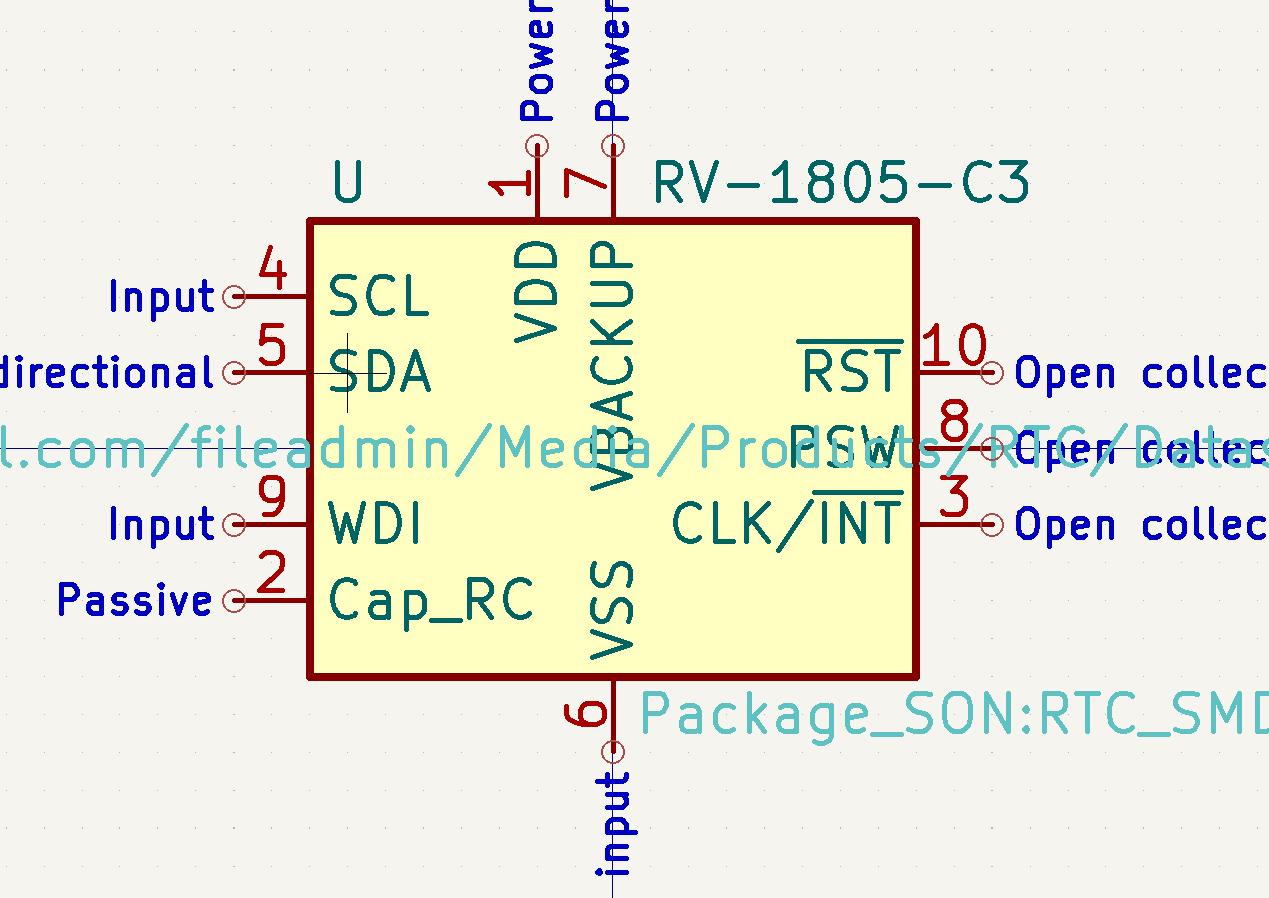 Power
Power
U
1
7
RV-1805-C3
4
Input
SCL
VDD
VBACKUP
5
directional
SDA
RST
10
Open collec
l.com/fileadmin/Media/Products/RTC/Datas
PSW
8
Open collec
9
Input
WDI
CLK/INT
3
Open collec
2
Passive
Cap_RC
VSS
6
Package_SON:RTC_SMD
input